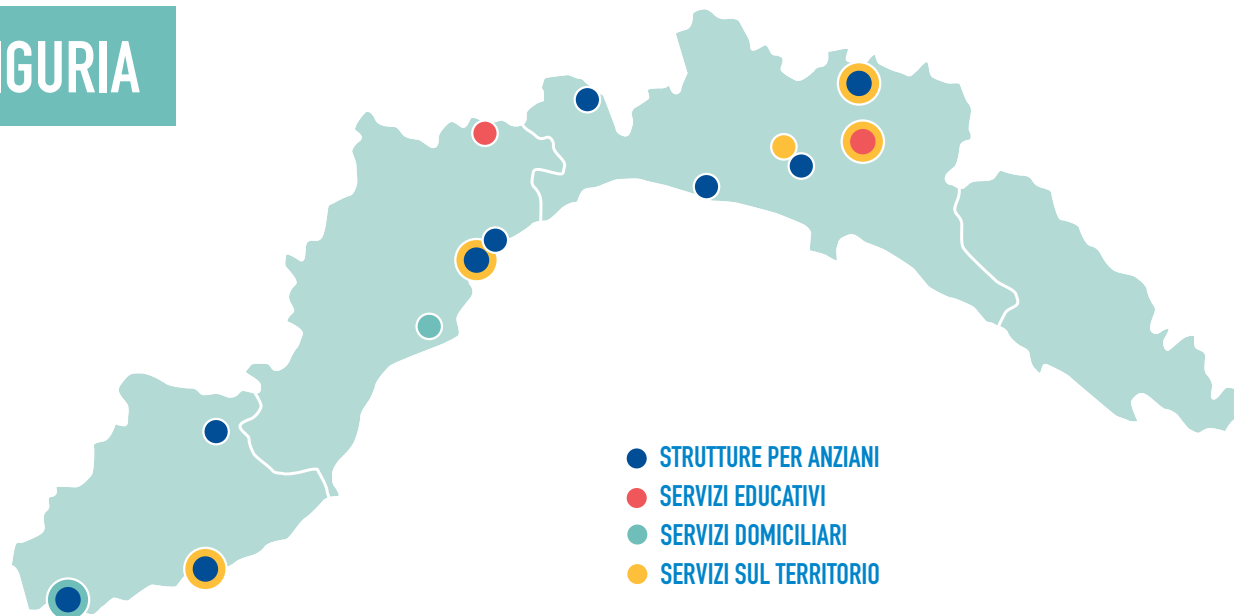 IGURIA
STRUTTURE PER ANZIANI
SERVIZI EDUCATIVI
SERVIZI DOMICILIARI
SERVIZI SUL TERRITORIO